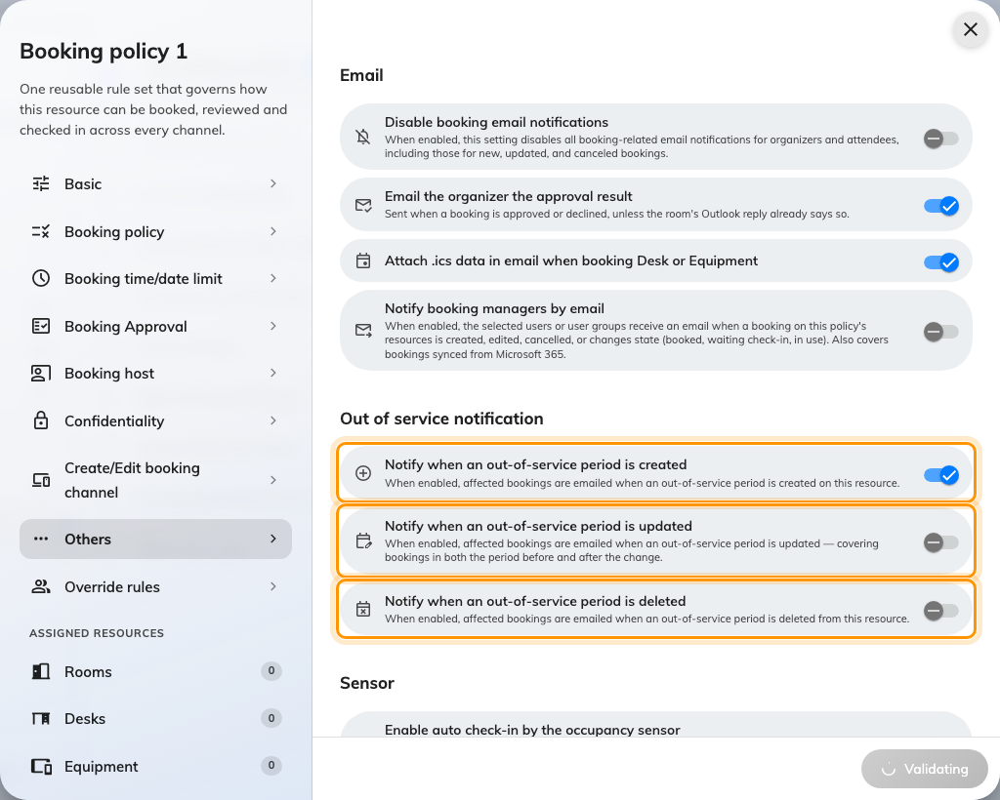 Booking policy 1
One reusable rule set that governs how
this resource can be booked, reviewed and
checked in across every channel.
Basic
Booking policy
Booking time/date limit
Booking Approval
Booking host
Confidentiality
Create/Edit booking
channel
Others
Override rules
ASSIGNED RESOURCES
Rooms 0
Desks 0
Equipment 0
Email
Disable booking email notifications
When enabled, this setting disables all booking-related email notifications for organizers and attendees,
including those for new, updated, and canceled bookings.
Email the organizer the approval result
Sent when a booking is approved or declined, unless the room's Outlook reply already says so.
Attach .ics data in email when booking Desk or Equipment
Notify booking managers by email
When enabled, the selected users or user groups receive an email when a booking on this policy's
resources is created, edited, cancelled, or changes state (booked, waiting check-in, in use). Also covers
bookings synced from Microsoft 365.
Out of service notification
Notify when an out-of-service period is created
When enabled, affected bookings are emailed when an out-of-service period is created on this resource.
Notify when an out-of-service period is updated
When enabled, affected bookings are emailed when an out-of-service period is updated — covering
bookings in both the period before and after the change.
Notify when an out-of-service period is deleted
When enabled, affected bookings are emailed when an out-of-service period is deleted from this resource.
Sensor
Enable auto check-in by the occupancy sensor
Validating